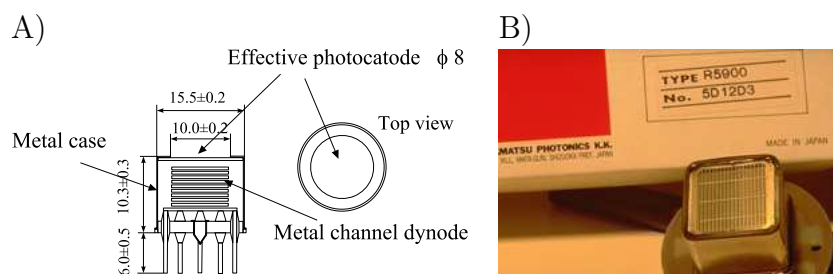 A)
B)
Effective photocatode ϕ 8
15.5±0.2
10.0±0.2
Top view
Metal case
10.3±0.3
Metal channel dynode
6.0±0.5
TYPE R5900
No. 5D12D3
MATSU PHOTONICS K.K.
MADE IN JAPAN